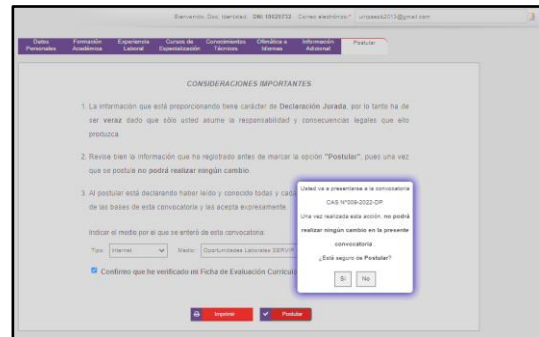 Bienvenido, Doc. Identidad: DNI 10020732 Correo electrónico:*
Datos Personales
Formación Académica
Experiencia Laboral
Cursos de Especialización
Conocimientos Técnicos
Ofimática e Idiomas
Información Adicional
Postular
CONSIDERACIONES IMPORTANTES
1. La información que está proporcionando tiene carácter de Declaración Jurada, por lo tanto ha de
ser veraz dado que sólo usted asume la responsabilidad y consecuencias legales que ello
produzca.
2. Revise bien la información que ha registrado antes de marcar la opción "Postular", pues una vez
que se postula no podrá realizar ningún cambio.
3. Al postular está declarando haber leído y conocido todas y cada
de las bases de esta convocatoria y las acepta expresamente.
Indicar el medio por el que se enteró de esta convocatoria:
Tipo: Internet Medio: Oportunidades Laborales SERVIR
Confirmo que he verificado mi Ficha de Evaluación Curricul
Imprimir
Postular
Usted va a presentarse a la convocatoria
CAS N°009-2022-DP.
Una vez realizada esta acción, no podrá
realizar ningún cambio en la presente
convocatoria.
¿Está seguro de Postular?
Sí No